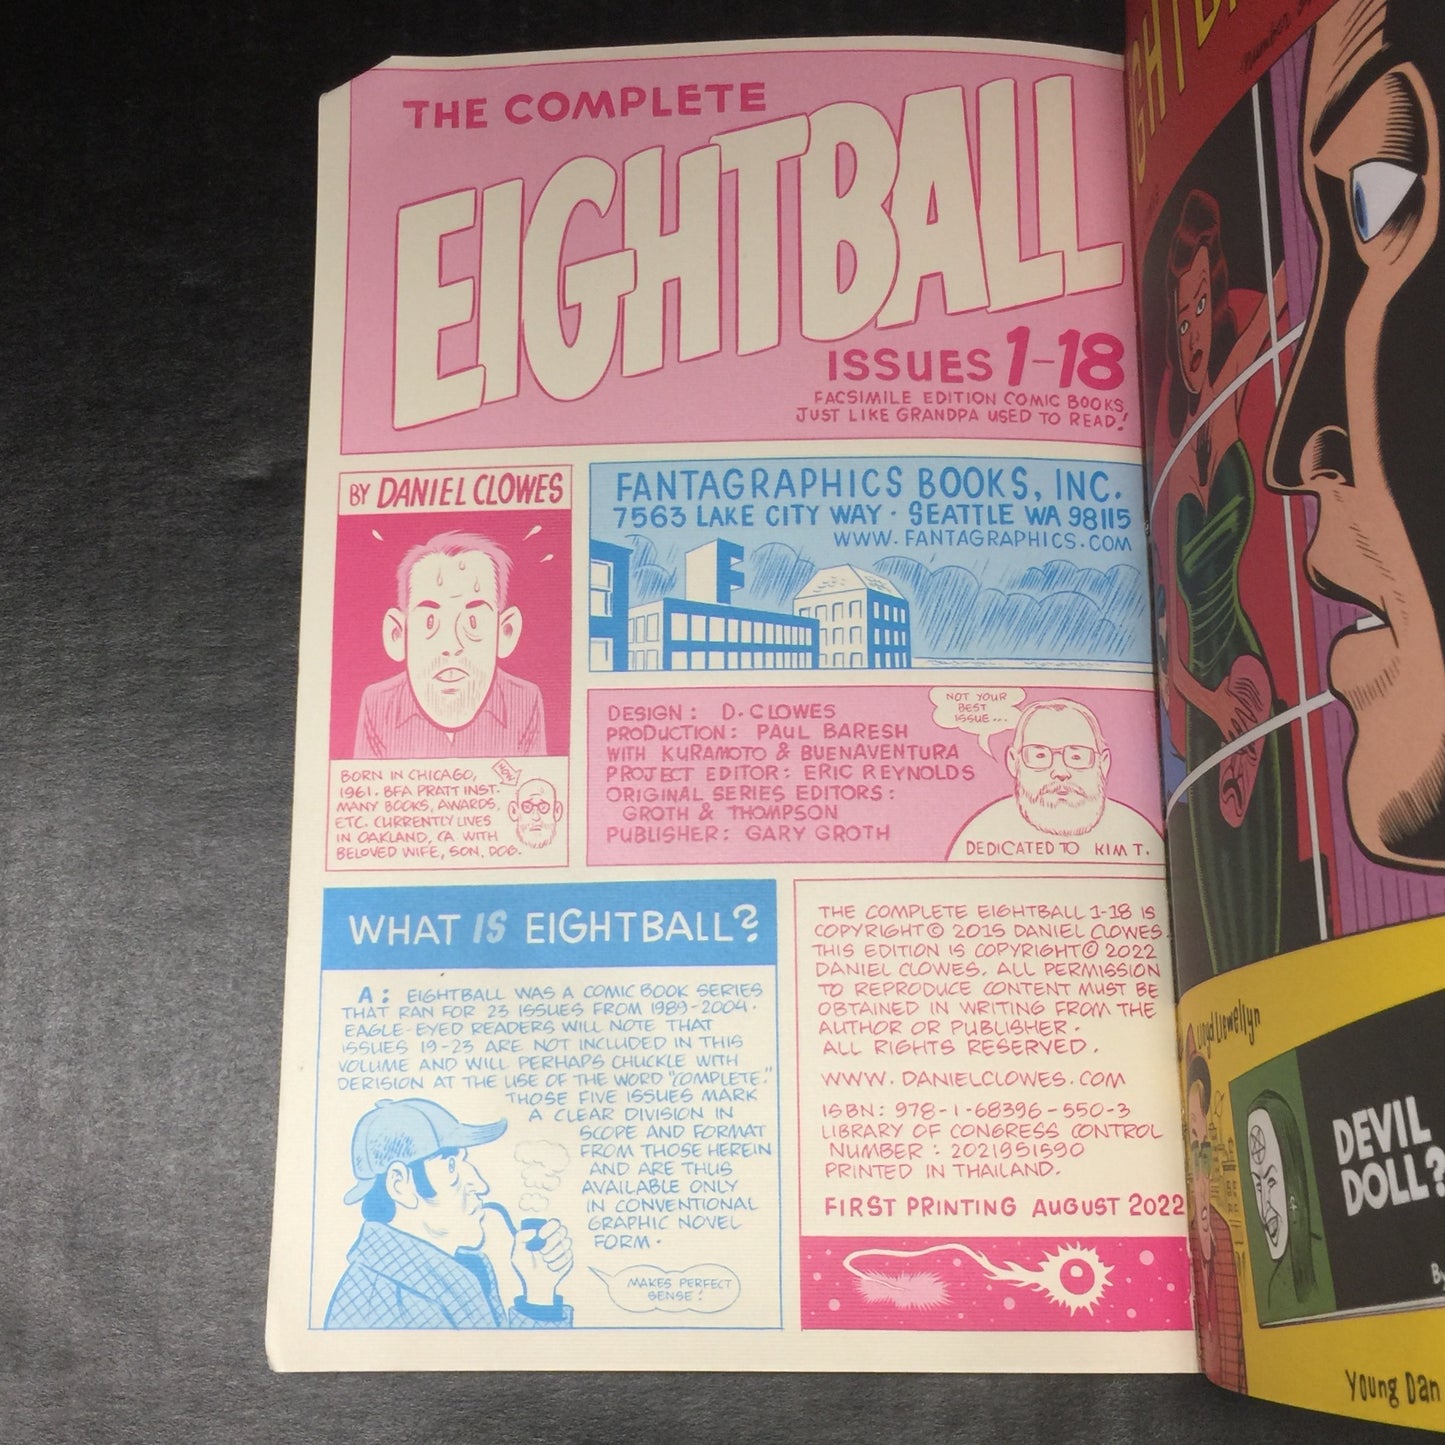 THE COMPLETE
EIGHTBALL
ISSUES 1-18
FACSIMILE EDITION COMIC BOOKS,
JUST LIKE GRANDPA USED TO READ!
BY DANIEL CLOWES
BORN IN CHICAGO,
1961. BFA PRATT INST.
MANY BOOKS, AWARDS,
ETC. CURRENTLY LIVES
IN OAKLAND, CA. WITH
BELOVED WIFE, SON, DOG.
NOW
FANTAGRAPHICS BOOKS, INC.
7563 LAKE CITY WAY · SEATTLE WA 98115
WWW.FANTAGRAPHICS.COM
F
DESIGN: D. CLOWES
PRODUCTION: PAUL BARESH
WITH KURAMOTO & BUENAVENTURA
PROJECT EDITOR: ERIC REYNOLDS
ORIGINAL SERIES EDITORS:
GROTH & THOMPSON
PUBLISHER: GARY GROTH
NOT YOUR
BEST
ISSUE...
DEDICATED TO KIM T.
WHAT IS EIGHTBALL?
A: EIGHTBALL WAS A COMIC BOOK SERIES
THAT RAN FOR 23 ISSUES FROM 1989-2004.
EAGLE-EYED READERS WILL NOTE THAT
ISSUES 19-23 ARE NOT INCLUDED IN THIS
VOLUME AND WILL PERHAPS CHUCKLE WITH
DERISION AT THE USE OF THE WORD "COMPLETE."
THOSE FIVE ISSUES MARK
A CLEAR DIVISION IN
SCOPE AND FORMAT
FROM THOSE HEREIN
AND ARE THUS
AVAILABLE ONLY
IN CONVENTIONAL
GRAPHIC NOVEL
FORM.
MAKES PERFECT
SENSE!
THE COMPLETE EIGHTBALL 1-18 IS
COPYRIGHT © 2015 DANIEL CLOWES.
THIS EDITION IS COPYRIGHT © 2022
DANIEL CLOWES. ALL PERMISSION
TO REPRODUCE CONTENT MUST BE
OBTAINED IN WRITING FROM THE
AUTHOR OR PUBLISHER.
ALL RIGHTS RESERVED.
WWW.DANIELCLOWES.COM
ISBN: 978-1-68396-550-3
LIBRARY OF CONGRESS CONTROL
NUMBER: 2021951590
PRINTED IN THAILAND.
FIRST PRINTING AUGUST 2022
number
Lloyd Llewellyn
DEVIL
DOLL?
Young Dan